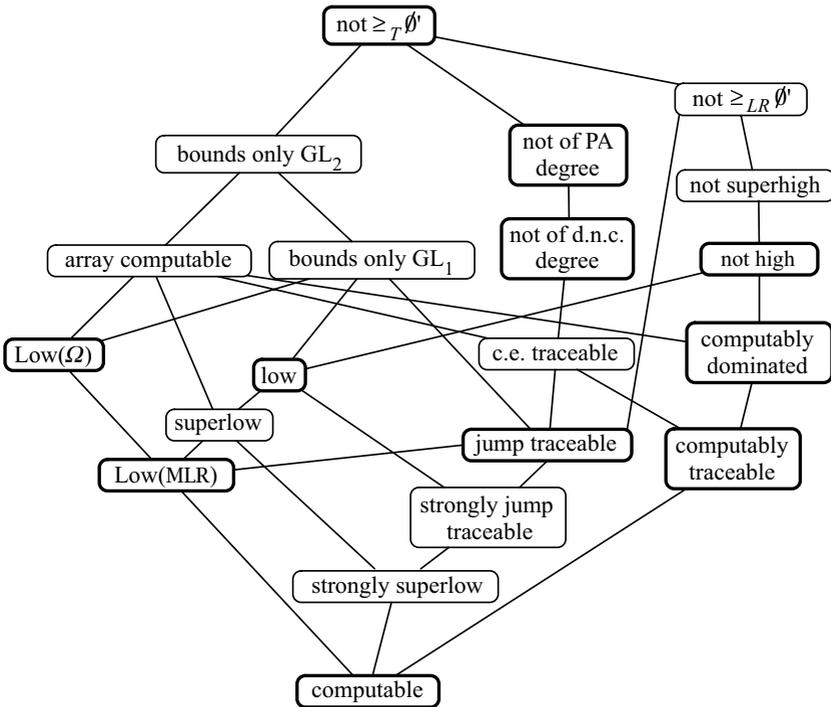 not ≥_T ∅'
not ≥_LR ∅'
bounds only GL₂
not of PA
degree
not superhigh
array computable
bounds only GL₁
not of d.n.c.
degree
not high
Low(Ω)
low
c.e. traceable
computably
dominated
superlow
jump traceable
computably
traceable
Low(MLR)
strongly jump
traceable
strongly superlow
computable